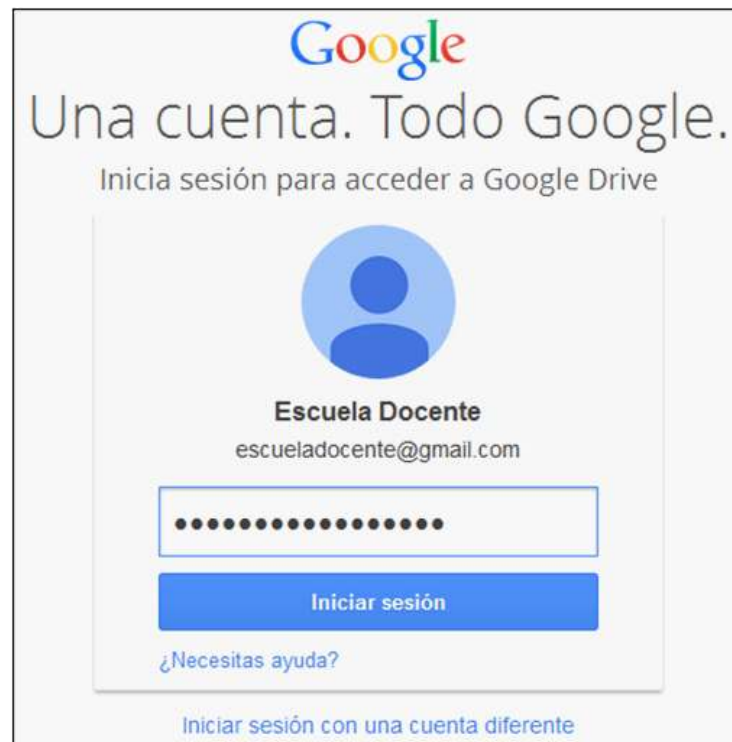 Google
Una cuenta. Todo Google.
Inicia sesión para acceder a Google Drive
Escuela Docente
escueladocente@gmail.com
•••••••••••••••••
Iniciar sesión
¿Necesitas ayuda?
Iniciar sesión con una cuenta diferente